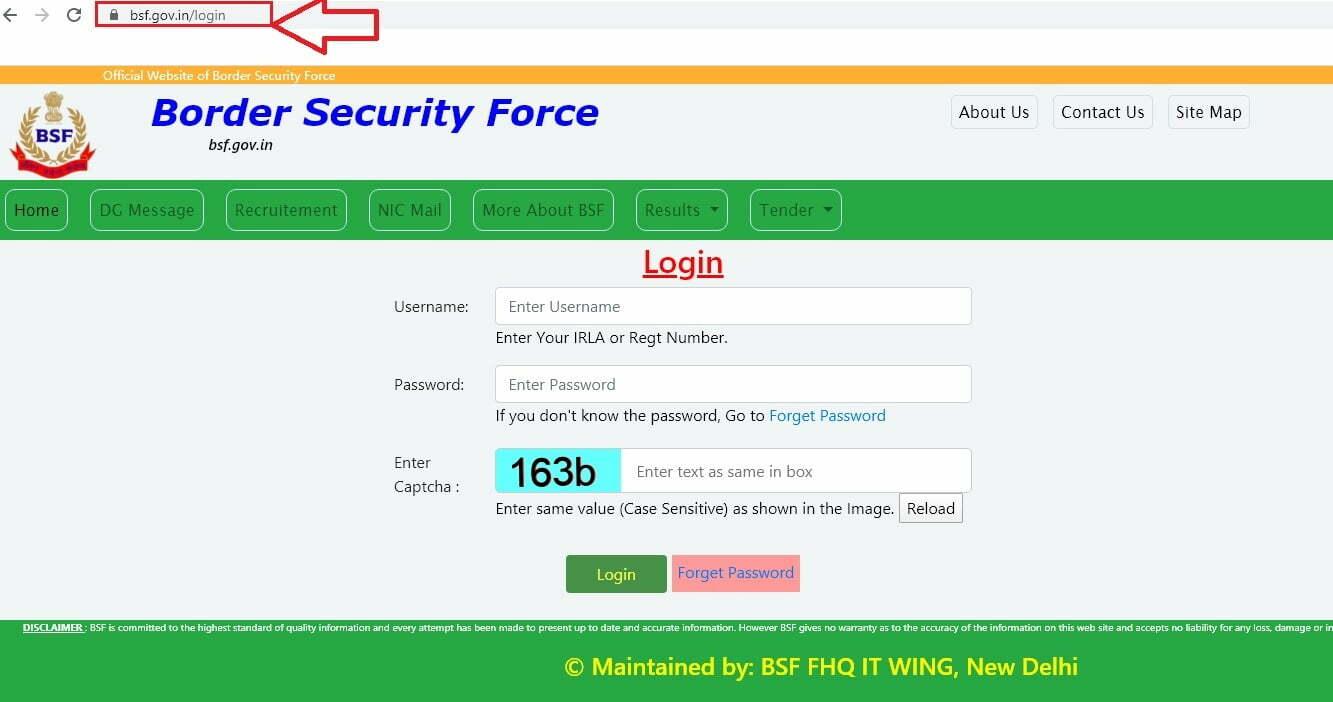 bsf.gov.in/login
Official Website of Border Security Force
BSF
Border Security Force
bsf.gov.in
About Us Contact Us Site Map
Home DG Message Recruitement NIC Mail More About BSF Results Tender
Login
Username: Enter Username
Enter Your IRLA or Regt Number.
Password: Enter Password
If you don't know the password, Go to Forget Password
Enter
Captcha : 163b Enter text as same in box
Enter same value (Case Sensitive) as shown in the Image. Reload
Login Forget Password
DISCLAIMER : BSF is committed to the highest standard of quality information and every attempt has been made to present up to date and accurate information. However BSF gives no warranty as to the accuracy of the information on this web site and accepts no liability for any loss, damage or in
© Maintained by: BSF FHQ IT WING, New Delhi